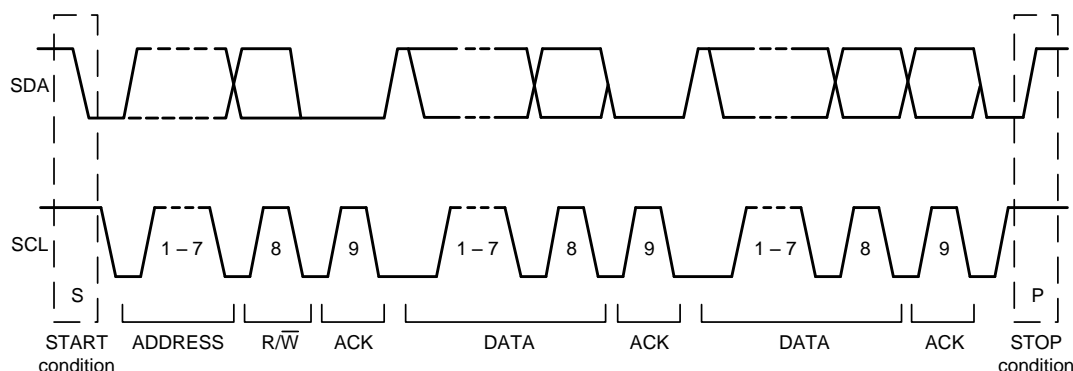 SDA
SCL
1 – 7
8
9
1 – 7
8
9
1 – 7
8
9
S
P
START
condition
ADDRESS
R/W̅
ACK
DATA
ACK
DATA
ACK
STOP
condition